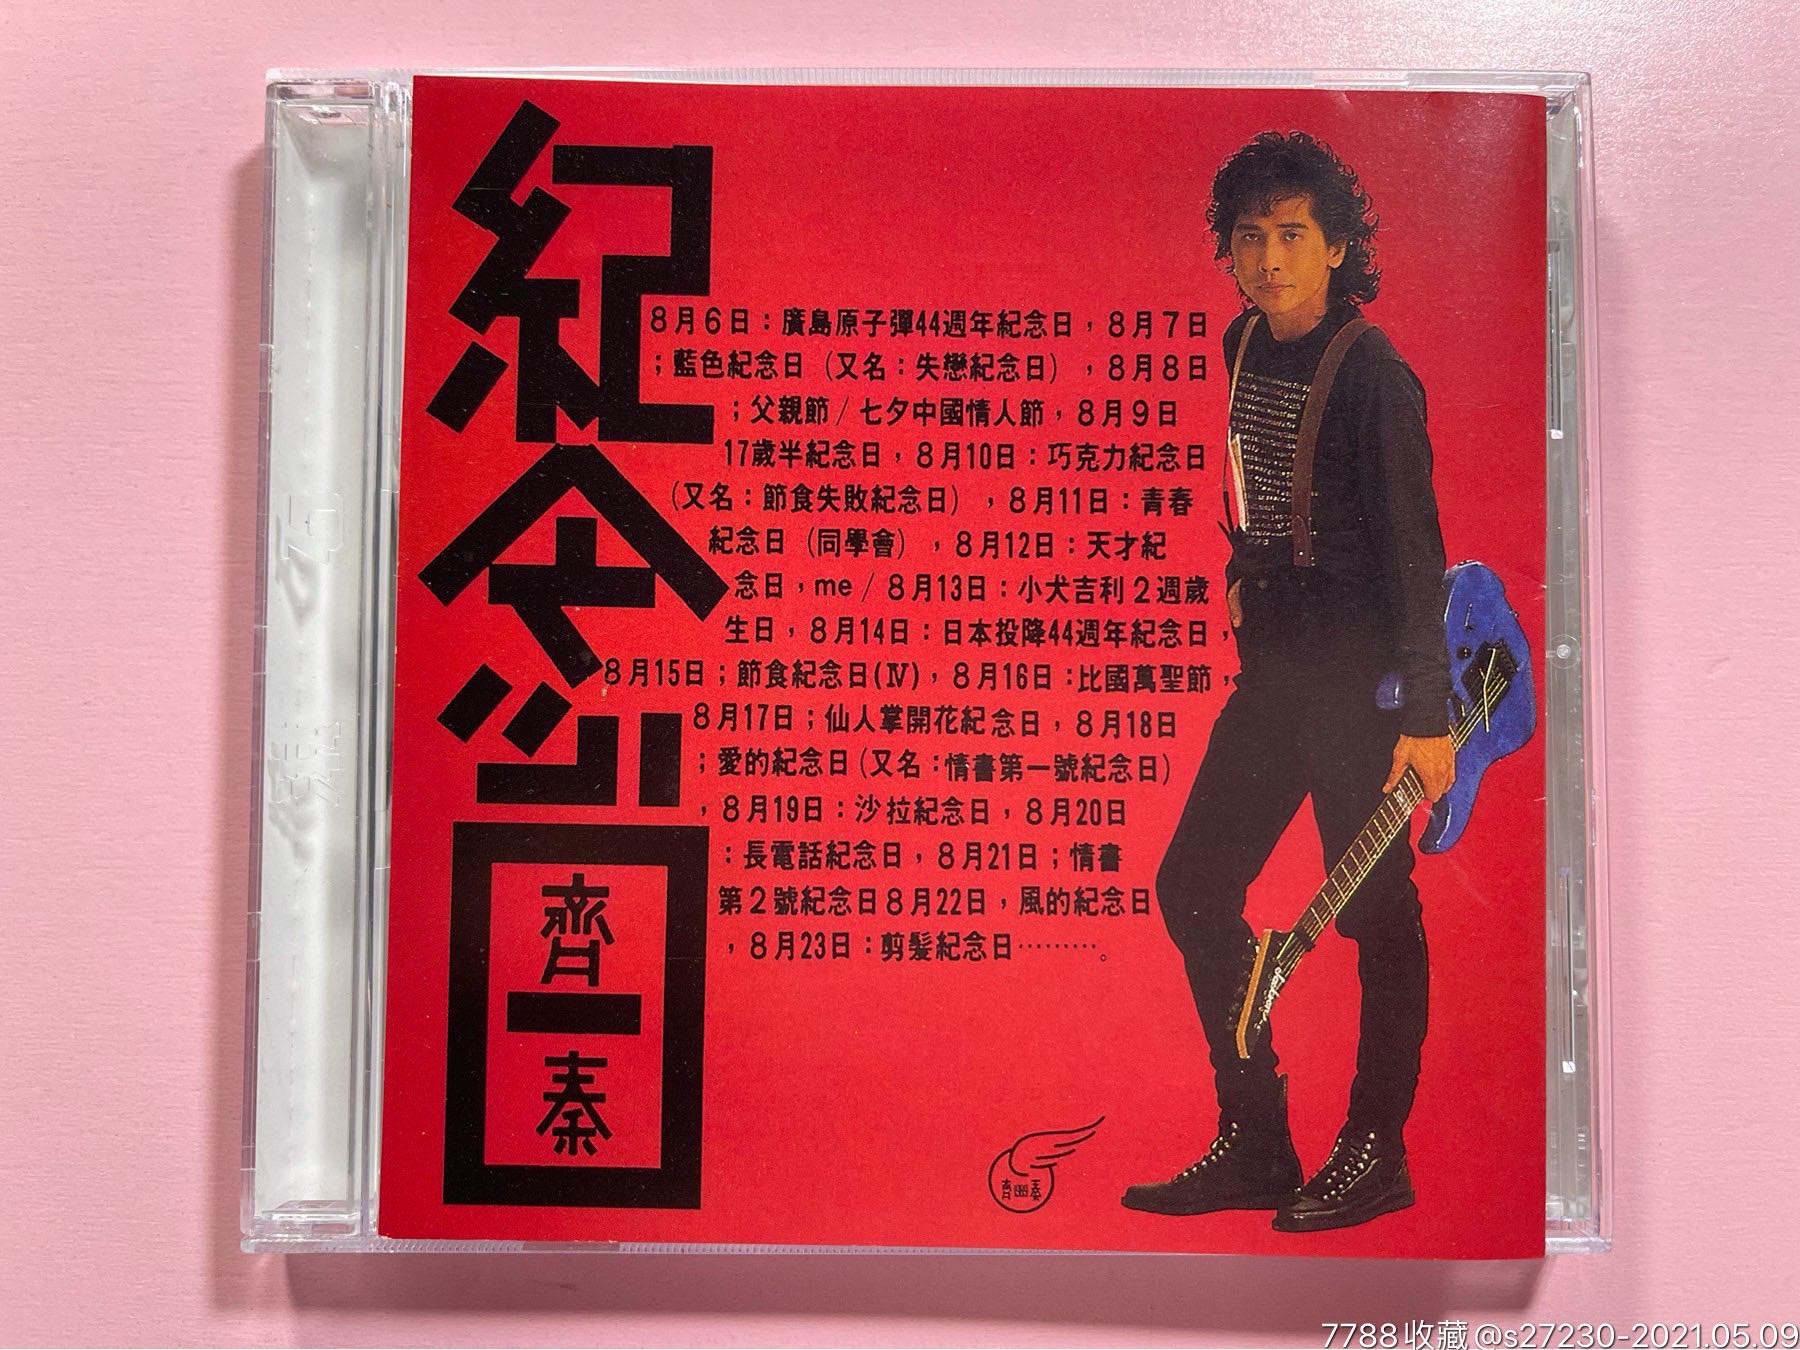 紀念日
齊秦
8月6日：廣島原子彈44週年紀念日，8月7日
；藍色紀念日（又名：失戀紀念日），8月8日
；父親節/七夕中國情人節，8月9日
17歲半紀念日，8月10日：巧克力紀念日
（又名：節食失敗紀念日），8月11日：青春
紀念日（同學會），8月12日：天才紀
念日，me/8月13日：小犬吉利2週歲
生日，8月14日：日本投降44週年紀念日，
8月15日；節食紀念日(Ⅳ)，8月16日：比國萬聖節，
8月17日；仙人掌開花紀念日，8月18日
；愛的紀念日（又名：情書第一號紀念日）
，8月19日：沙拉紀念日，8月20日
：長電話紀念日，8月21日；情書
第2號紀念日8月22日，風的紀念日
，8月23日：剪髮紀念日………。
齊秦
7788收藏@s27230-2021.05.09